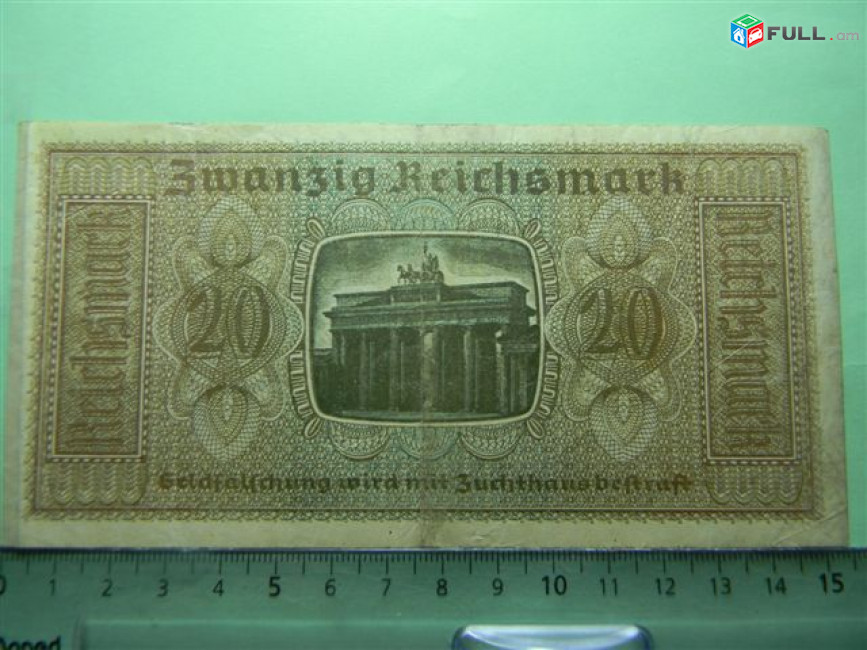 FULL.am
Zwanzig Reichsmark
Reichsmark
20
20
Reichsmark
Geldfälschung wird mit Zuchthaus bestraft
0 1 2 3 4 5 6 7 8 9 10 11 12 13 14 15